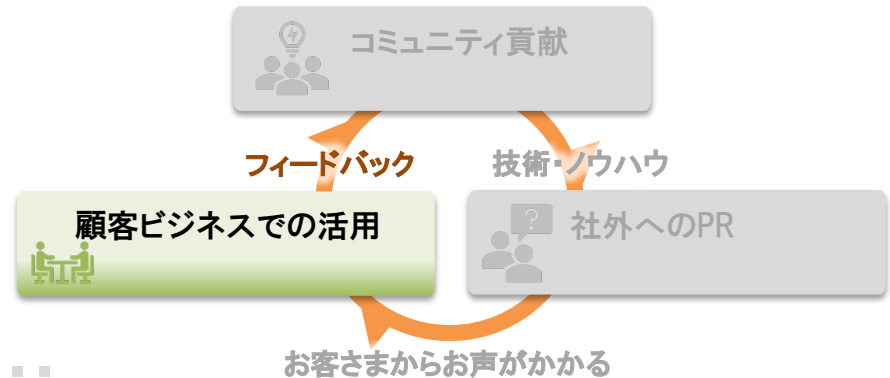 コミュニティ貢献
フィードバック
技術・ノウハウ
顧客ビジネスでの活用
?
社外へのPR
お客さまからお声がかかる